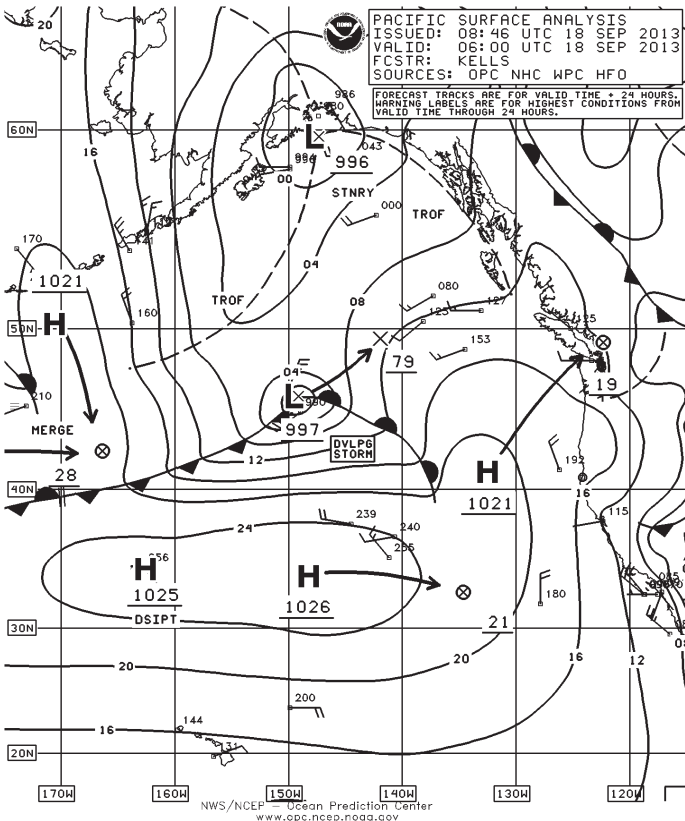 PACIFIC SURFACE ANALYSIS
ISSUED: 08:46 UTC 18 SEP 2013
VALID: 06:00 UTC 18 SEP 2013
FCSTR: KELLS
SOURCES: OPC NHC WPC HFO
FORECAST TRACKS ARE FOR VALID TIME + 24 HOURS.
WARNING LABELS ARE FOR HIGHEST CONDITIONS FROM
VALID TIME THROUGH 24 HOURS.
NOAA
20
986
60N
L
16
043
996
00
STNRY
000
TROF
170
04
1021
080
TROF
08
127
160
123
125
50N
H
153
79
19
04
210
L
997
MERGE
DVLPG
STORM
12
192
28
H
16
40N
1021
115
239
24
240
H
H
1025
1026
180
DSIPT
21
30N
20
20
16
12
200
16
144
20N
131
170W
160W
150W
140W
130W
120W
NWS/NCEP – Ocean Prediction Center
www.opc.ncep.noaa.gov